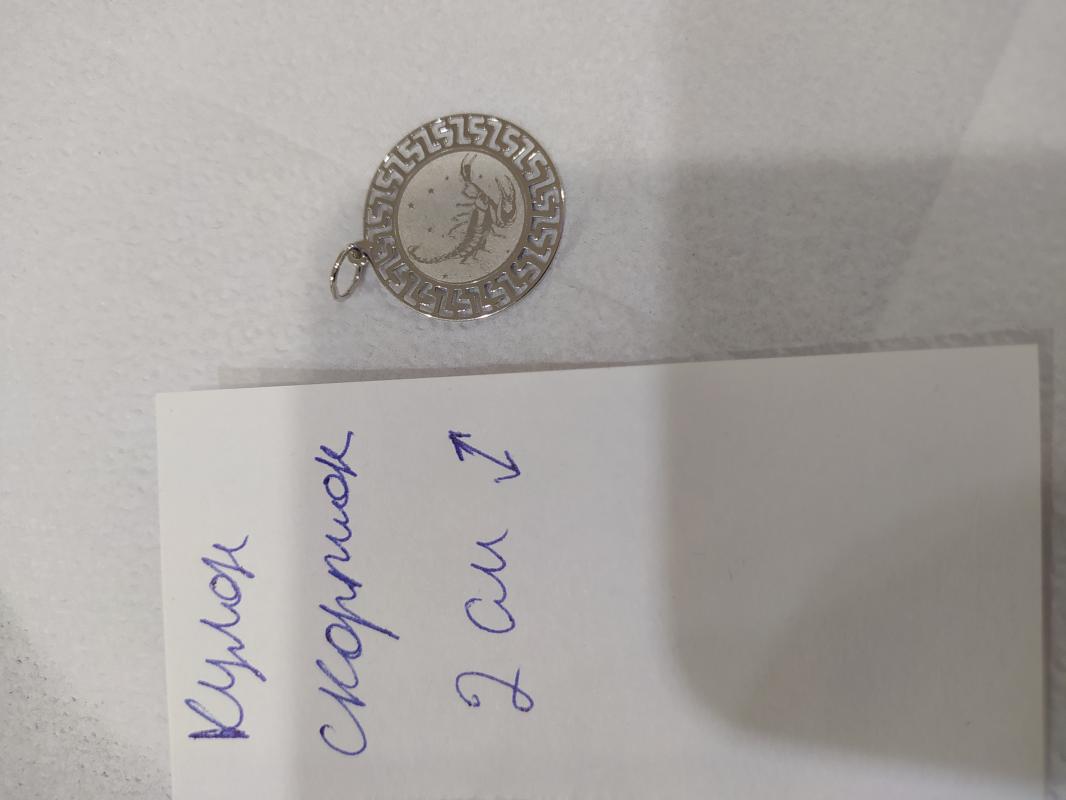 Кулон
скорпион
2 см ↕